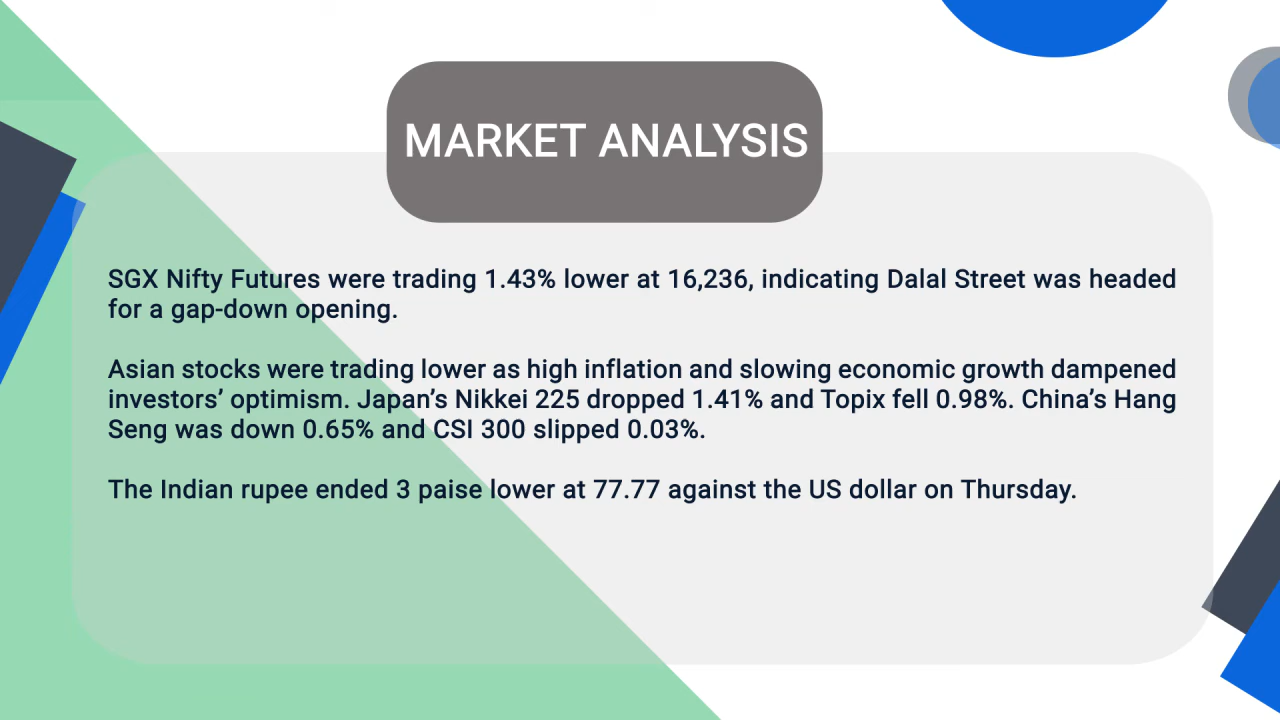 MARKET ANALYSIS
SGX Nifty Futures were trading 1.43% lower at 16,236, indicating Dalal Street was headed
for a gap-down opening.
Asian stocks were trading lower as high inflation and slowing economic growth dampened
investors’ optimism. Japan’s Nikkei 225 dropped 1.41% and Topix fell 0.98%. China’s Hang
Seng was down 0.65% and CSI 300 slipped 0.03%.
The Indian rupee ended 3 paise lower at 77.77 against the US dollar on Thursday.